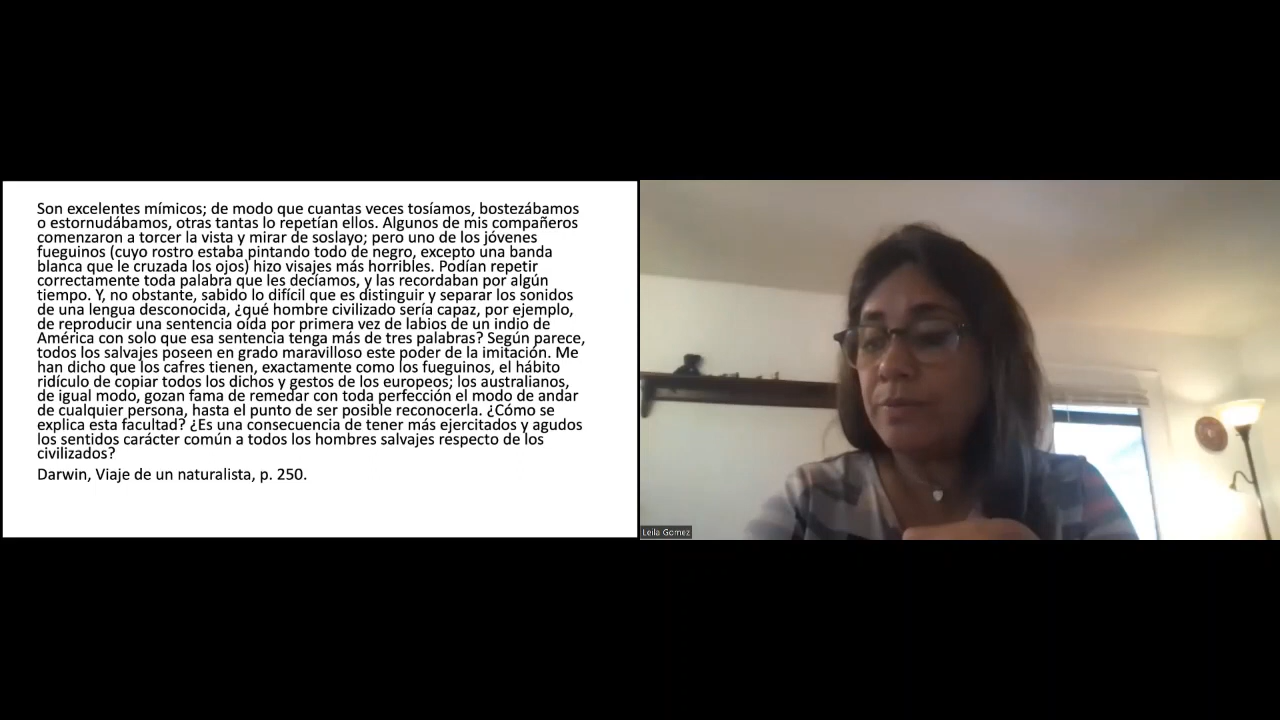 Son excelentes mímicos; de modo que cuantas veces tosíamos, bostezábamos
o estornudábamos, otras tantas lo repetían ellos. Algunos de mis compañeros
comenzaron a torcer la vista y mirar de soslayo; pero uno de los jóvenes
fueguinos (cuyo rostro estaba pintando todo de negro, excepto una banda
blanca que le cruzada los ojos) hizo visajes más horribles. Podían repetir
correctamente toda palabra que les decíamos, y las recordaban por algún
tiempo. Y, no obstante, sabido lo difícil que es distinguir y separar los sonidos
de una lengua desconocida, ¿qué hombre civilizado sería capaz, por ejemplo,
de reproducir una sentencia oída por primera vez de labios de un indio de
América con solo que esa sentencia tenga más de tres palabras? Según parece,
todos los salvajes poseen en grado maravilloso este poder de la imitación. Me
han dicho que los cafres tienen, exactamente como los fueguinos, el hábito
ridículo de copiar todos los dichos y gestos de los europeos; los australianos,
de igual modo, gozan fama de remedar con toda perfección el modo de andar
de cualquier persona, hasta el punto de ser posible reconocerla. ¿Cómo se
explica esta facultad? ¿Es una consecuencia de tener más ejercitados y agudos
los sentidos carácter común a todos los hombres salvajes respecto de los
civilizados?
Darwin, Viaje de un naturalista, p. 250.
Leila Gomez